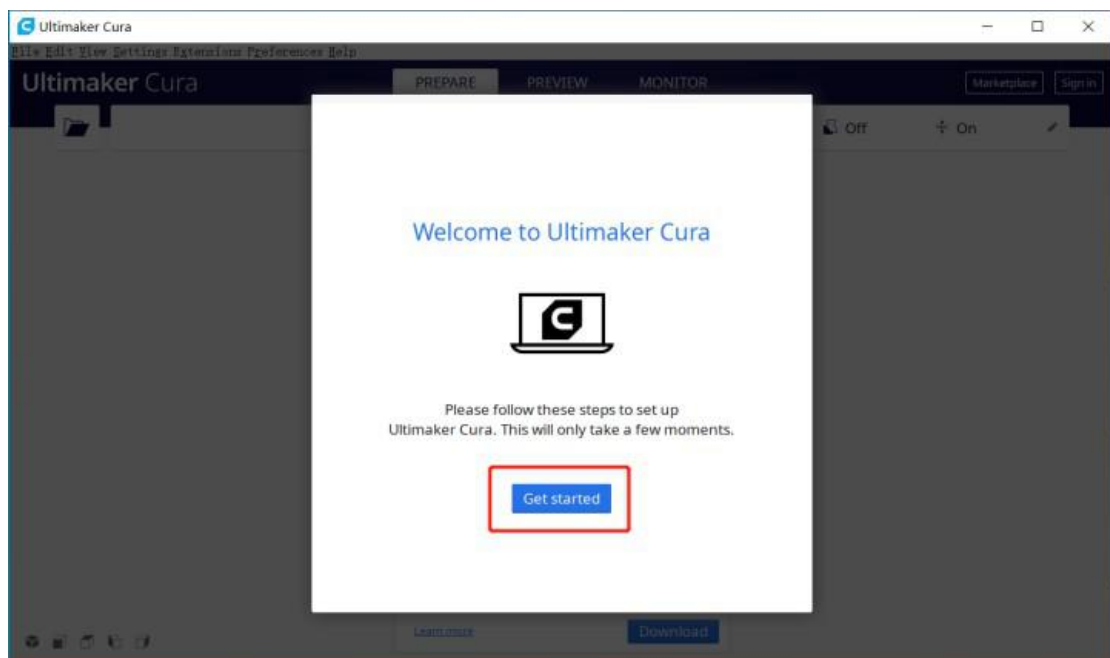 Ultimaker Cura
File Edit View Settings Extensions Preferences Help
Ultimaker Cura
PREPARE PREVIEW MONITOR
Marketplace Sign in
Off On
Welcome to Ultimaker Cura
Please follow these steps to set up
Ultimaker Cura. This will only take a few moments.
Get started
Learn more
Download